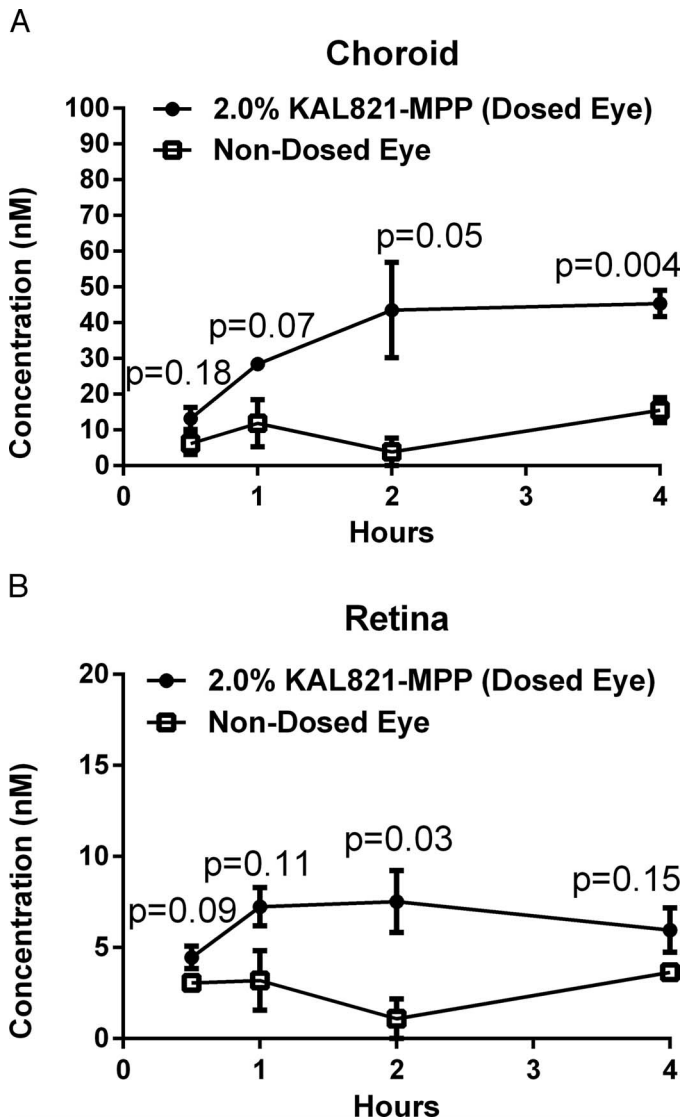 A
Choroid
2.0% KAL821-MPP (Dosed Eye)
Non-Dosed Eye
Concentration (nM)
100
90
80
70
60
50
40
30
20
10
0
p=0.18
p=0.07
p=0.05
p=0.004
0 1 2 3 4
Hours
B
Retina
2.0% KAL821-MPP (Dosed Eye)
Non-Dosed Eye
Concentration (nM)
20
15
10
5
0
p=0.09
p=0.11
p=0.03
p=0.15
0 1 2 3 4
Hours